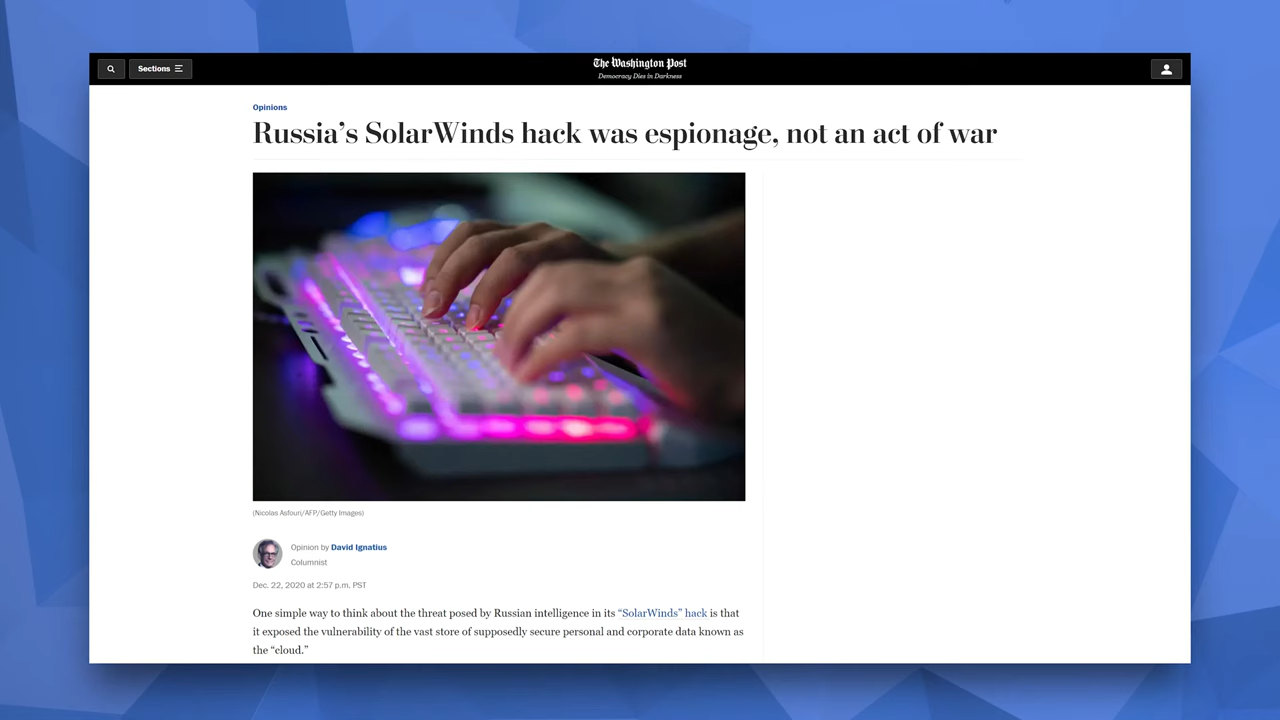 Sections
The Washington Post
Democracy Dies in Darkness
Opinions
Russia’s SolarWinds hack was espionage, not an act of war
(Nicolas Asfouri/AFP/Getty Images)
Opinion by David Ignatius
Columnist
Dec. 22, 2020 at 2:57 p.m. PST
One simple way to think about the threat posed by Russian intelligence in its “SolarWinds” hack is that
it exposed the vulnerability of the vast store of supposedly secure personal and corporate data known as
the “cloud.”